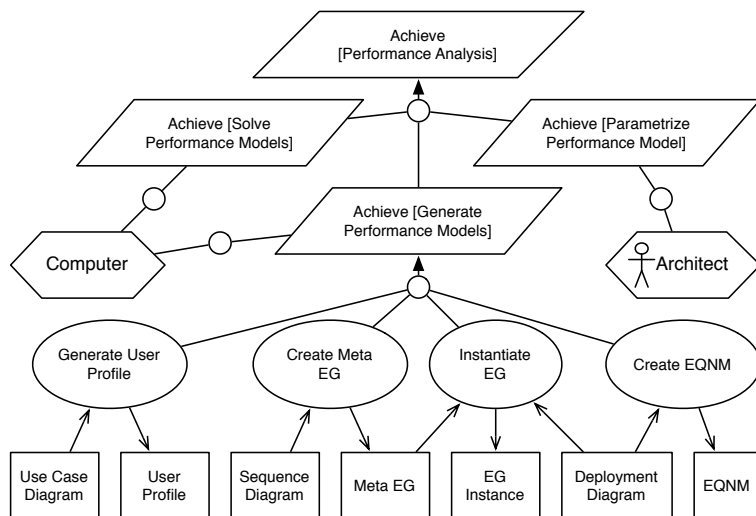 Achieve
[Performance Analysis]
Achieve [Solve
Performance Models]
Achieve [Parametrize
Performance Model]
Achieve [Generate
Performance Models]
Computer
Architect
Generate User
Profile
Create Meta
EG
Instantiate
EG
Create EQNM
Use Case
Diagram
User
Profile
Sequence
Diagram
Meta EG
EG
Instance
Deployment
Diagram
EQNM